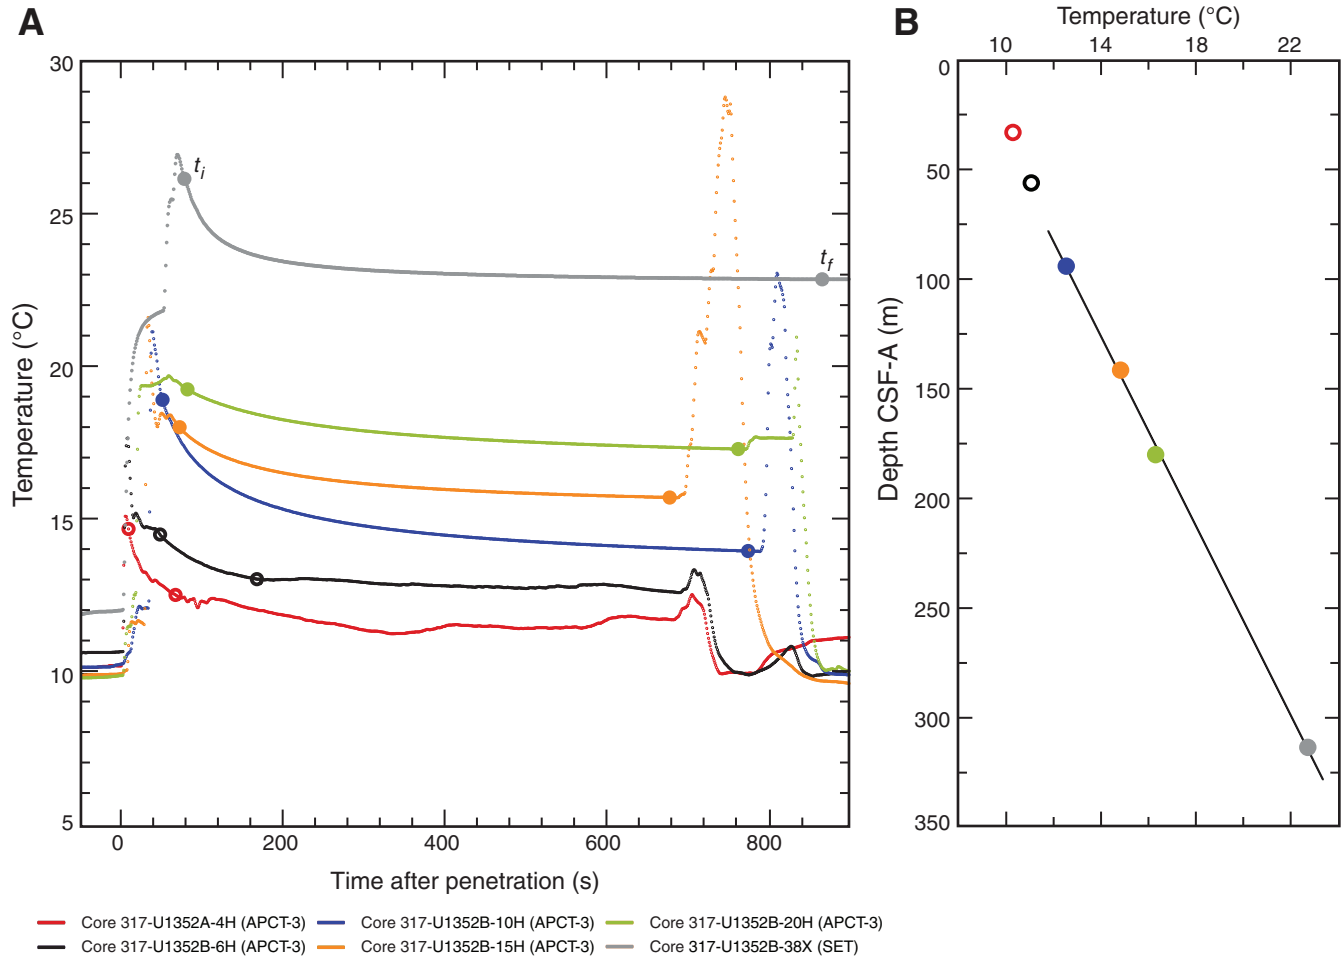 A
B
Temperature (°C)
10 14 18 22
30
25
20
15
10
5
Temperature (°C)
0 200 400 600 800
Time after penetration (s)
ti
tf
0
50
100
150
200
250
300
350
Depth CSF-A (m)
Core 317-U1352A-4H (APCT-3) Core 317-U1352B-10H (APCT-3) Core 317-U1352B-20H (APCT-3)
Core 317-U1352B-6H (APCT-3) Core 317-U1352B-15H (APCT-3) Core 317-U1352B-38X (SET)